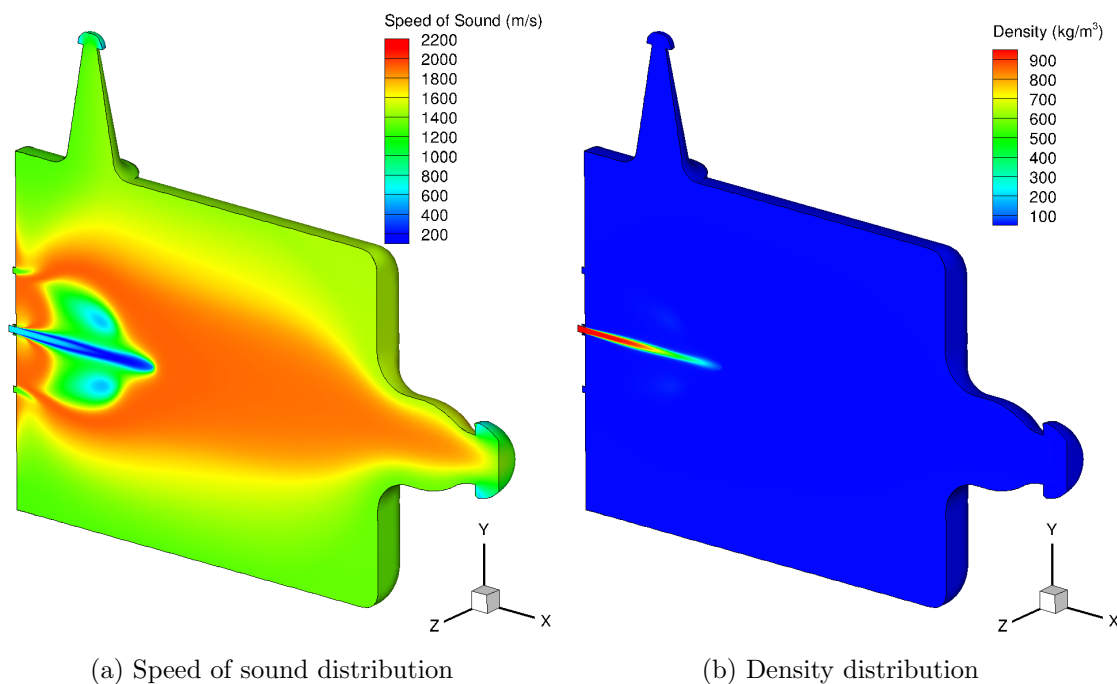 Speed of Sound (m/s)
2200
2000
1800
1600
1400
1200
1000
800
600
400
200
Y
Z
X
(a) Speed of sound distribution
Density (kg/m³)
900
800
700
600
500
400
300
200
100
Y
Z
X
(b) Density distribution